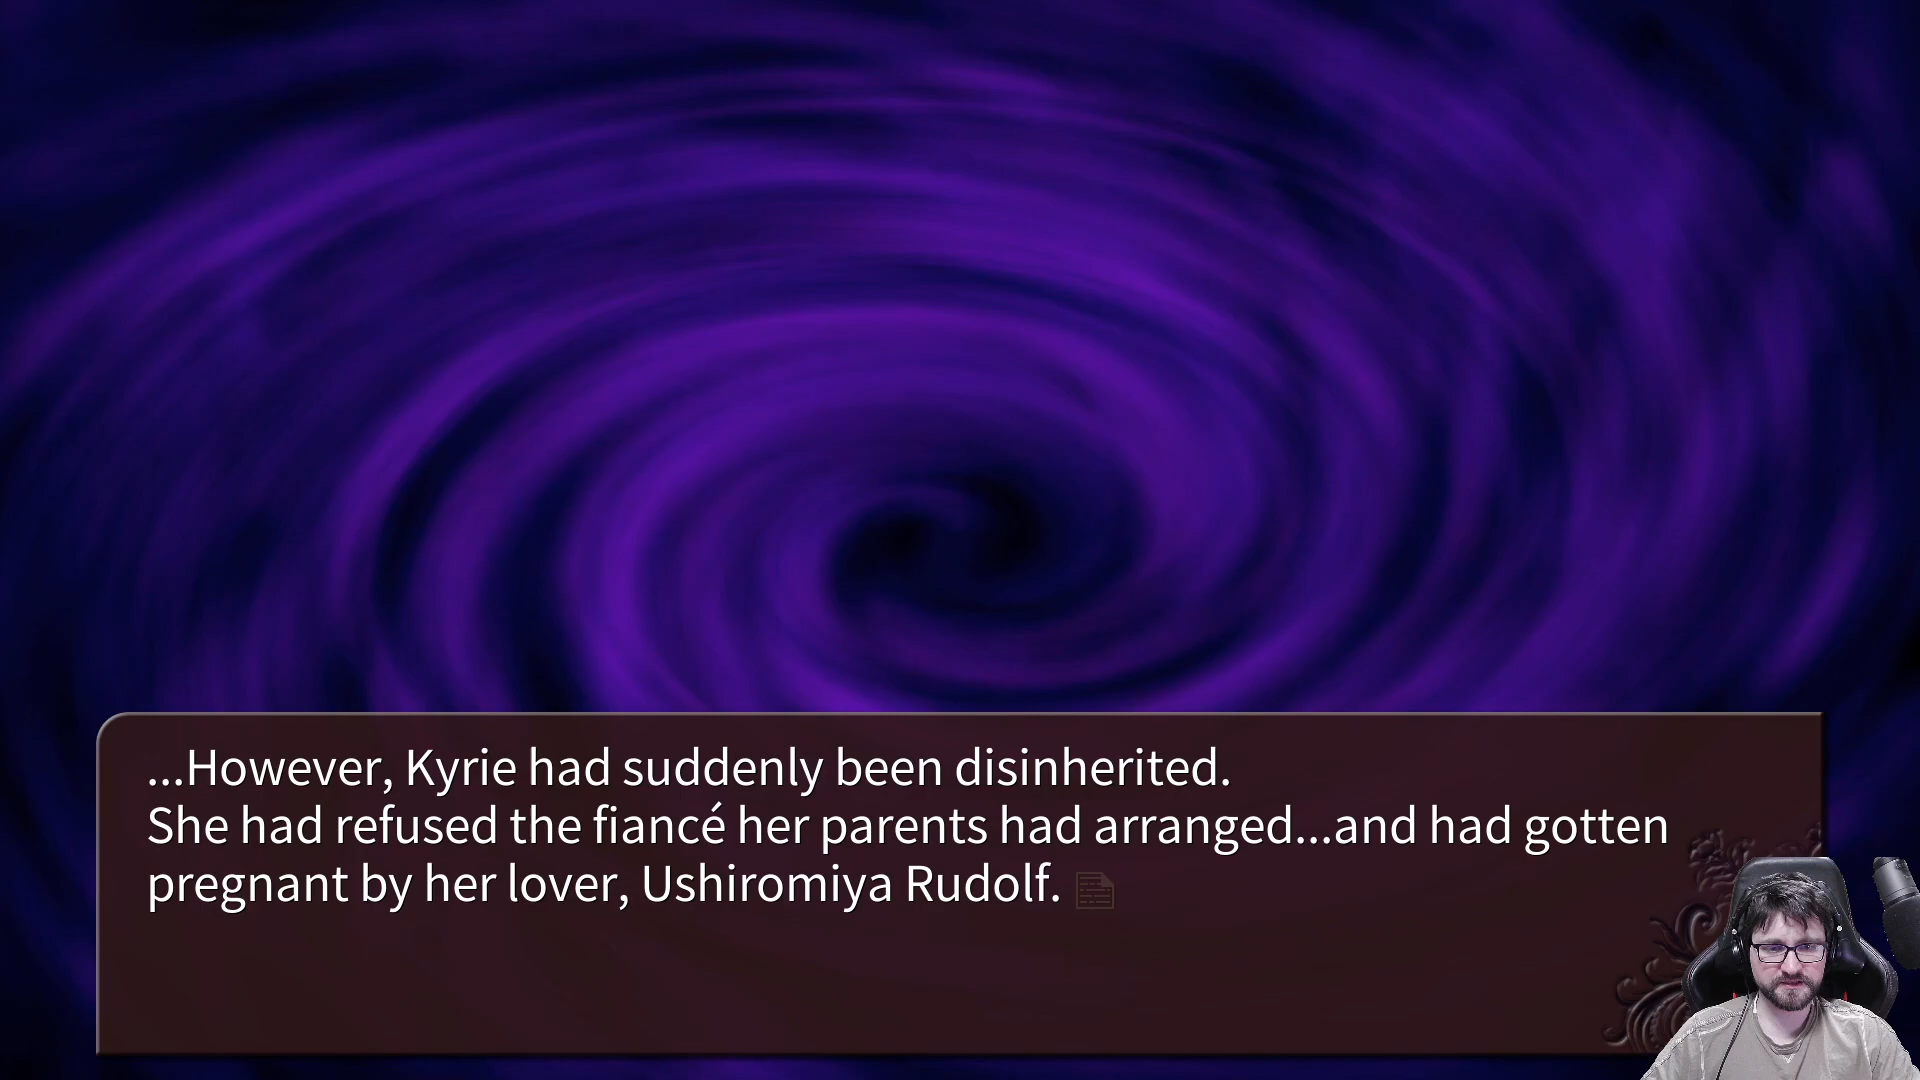 ...However, Kyrie had suddenly been disinherited.
She had refused the fiancé her parents had arranged...and had gotten
pregnant by her lover, Ushiromiya Rudolf.